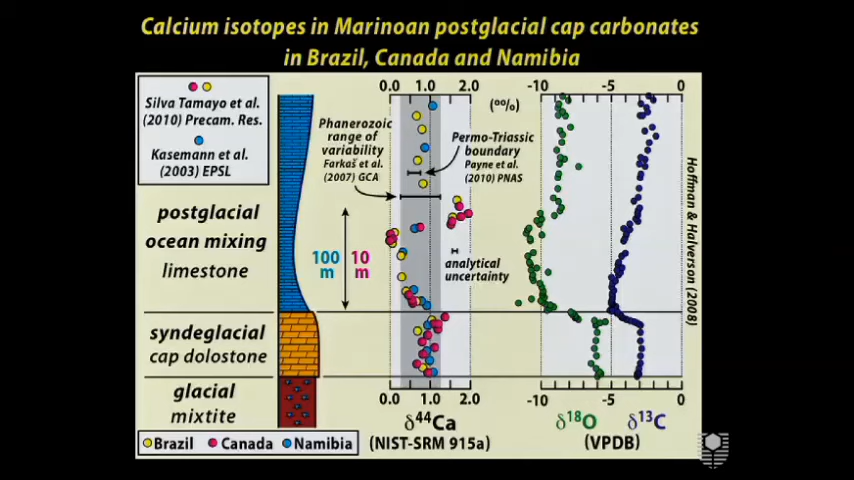 Calcium isotopes in Marinoan postglacial cap carbonates
in Brazil, Canada and Namibia
Silva Tamayo et al.
(2010) Precam. Res.
Kasemann et al.
(2003) EPSL
0.0 1.0 2.0
(oo%)
-10 -5 0
Phanerozoic
range of
variability
Farkaš et al.
(2007) GCA
Permo-Triassic
boundary
Payne et al.
(2010) PNAS
postglacial
ocean mixing
limestone
100
m
10
m
analytical
uncertainty
Hoffman & Halverson (2008)
syndeglacial
cap dolostone
glacial
mixtite
0.0 1.0 2.0
-10 -5 0
δ44Ca
(NIST-SRM 915a)
δ18O δ13C
(VPDB)
Brazil Canada Namibia